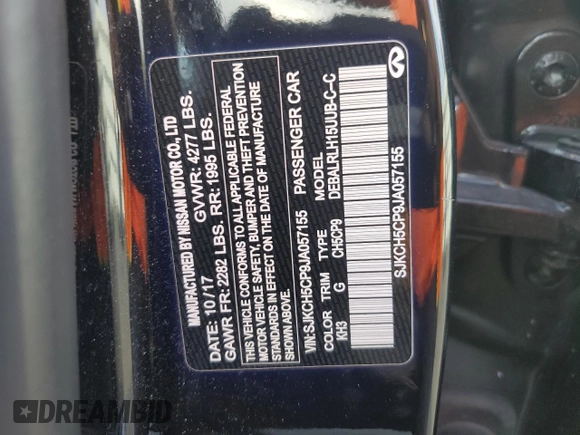 MANUFACTURED BY NISSAN MOTOR CO., LTD
DATE: 10/17 GVWR: 4277 LBS.
GAWR FR: 2282 LBS. RR: 1995 LBS.
THIS VEHICLE CONFORMS TO ALL APPLICABLE FEDERAL
MOTOR VEHICLE SAFETY, BUMPER AND THEFT PREVENTION
STANDARDS IN EFFECT ON THE DATE OF MANUFACTURE
SHOWN ABOVE.
VIN:SJKCH5CP9JA057155 PASSENGER CAR
COLOR TRIM TYPE MODEL
KH3 G CH5CP9 DEBALRLH15UUB-C--C
SJKCH5CP9JA057155
DREAMBID